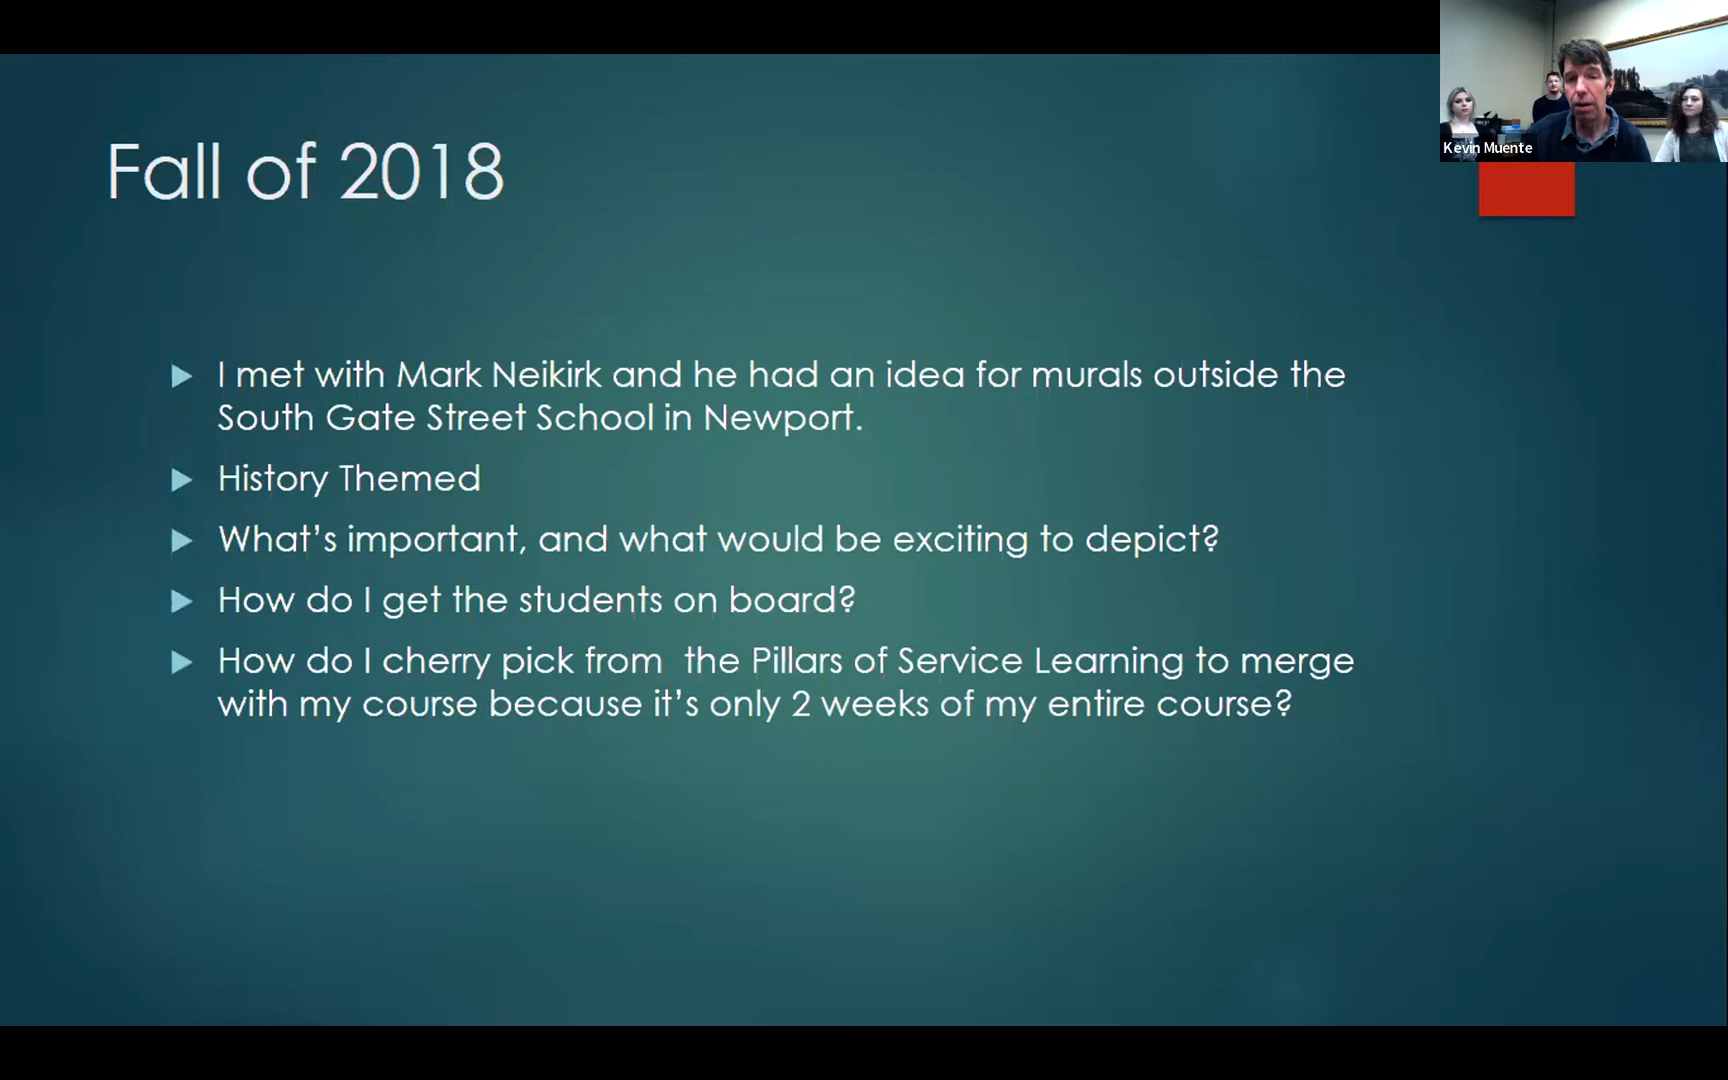 Kevin Muente
Fall of 2018
I met with Mark Neikirk and he had an idea for murals outside the
South Gate Street School in Newport.
History Themed
What's important, and what would be exciting to depict?
How do I get the students on board?
How do I cherry pick from  the Pillars of Service Learning to merge
with my course because it's only 2 weeks of my entire course?